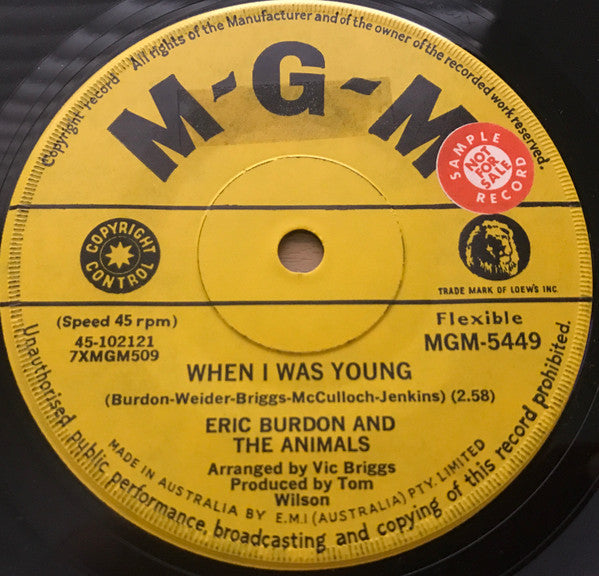 Copyright record All rights of the Manufacturer and of the owner of the recorded work reserved.
M-G-M
SAMPLE
NOT
FOR
SALE
RECORD
COPYRIGHT
CONTROL
TRADE MARK OF LOEW'S INC.
(Speed 45 rpm)
45-102121
7XMGM509
Flexible
MGM-5449
WHEN I WAS YOUNG
(Burdon-Weider-Briggs-McCulloch-Jenkins) (2.58)
ERIC BURDON AND
THE ANIMALS
Arranged by Vic Briggs
Produced by Tom
Wilson
MADE IN AUSTRALIA BY E.M.I (AUSTRALIA) PTY. LIMITED
Unauthorised public performance, broadcasting and copying of this record prohibited.